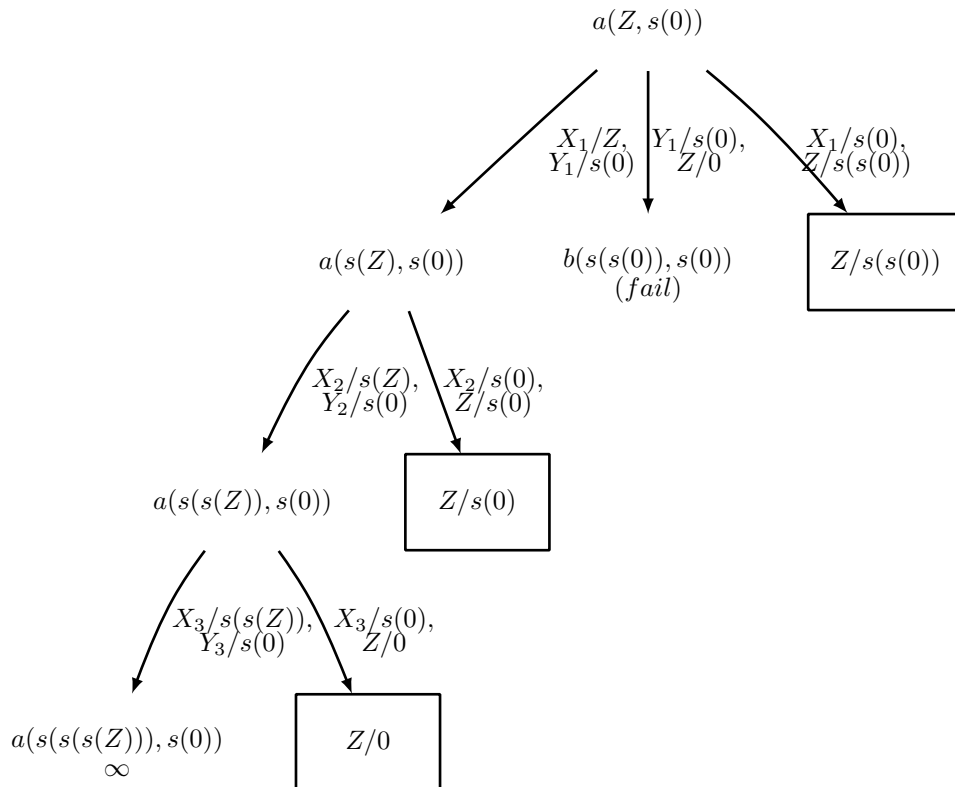 a(Z, s(0))
X₁/Z,
Y₁/s(0)
Y₁/s(0),
Z/0
X₁/s(0),
Z/s(s(0))
a(s(Z), s(0))
b(s(s(0)), s(0))
(fail)
Z/s(s(0))
X₂/s(Z),
Y₂/s(0)
X₂/s(0),
Z/s(0)
a(s(s(Z)), s(0))
Z/s(0)
X₃/s(s(Z)),
Y₃/s(0)
X₃/s(0),
Z/0
a(s(s(s(Z))), s(0))
∞
Z/0